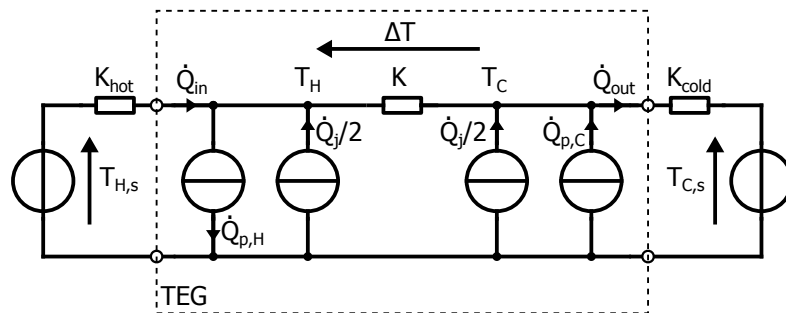 ΔT
K_hot
Q̇_in
T_H
K
T_C
Q̇_out
K_cold
T_H,s
Q̇_j/2
Q̇_j/2
Q̇_p,C
T_C,s
Q̇_p,H
TEG